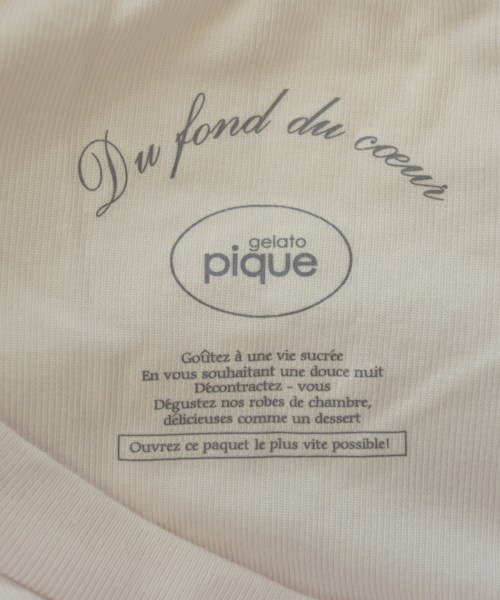 Du fond du cœur
gelato
pique
Goûtez à une vie sucrée
En vous souhaitant une douce nuit
Décontractez - vous
Dégustez nos robes de chambre,
délicieuses comme un dessert
Ouvrez ce paquet le plus vite possible!